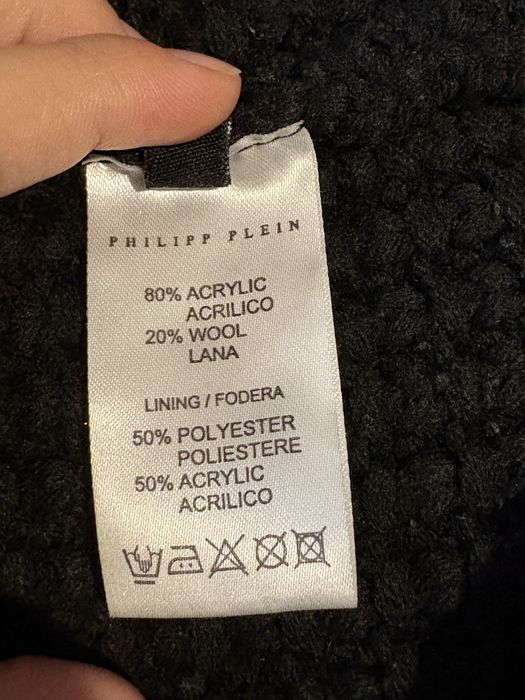 PHILIPP PLEIN
80% ACRYLIC
ACRILICO
20% WOOL
LANA
LINING / FODERA
50% POLYESTER
POLIESTERE
50% ACRYLIC
ACRILICO